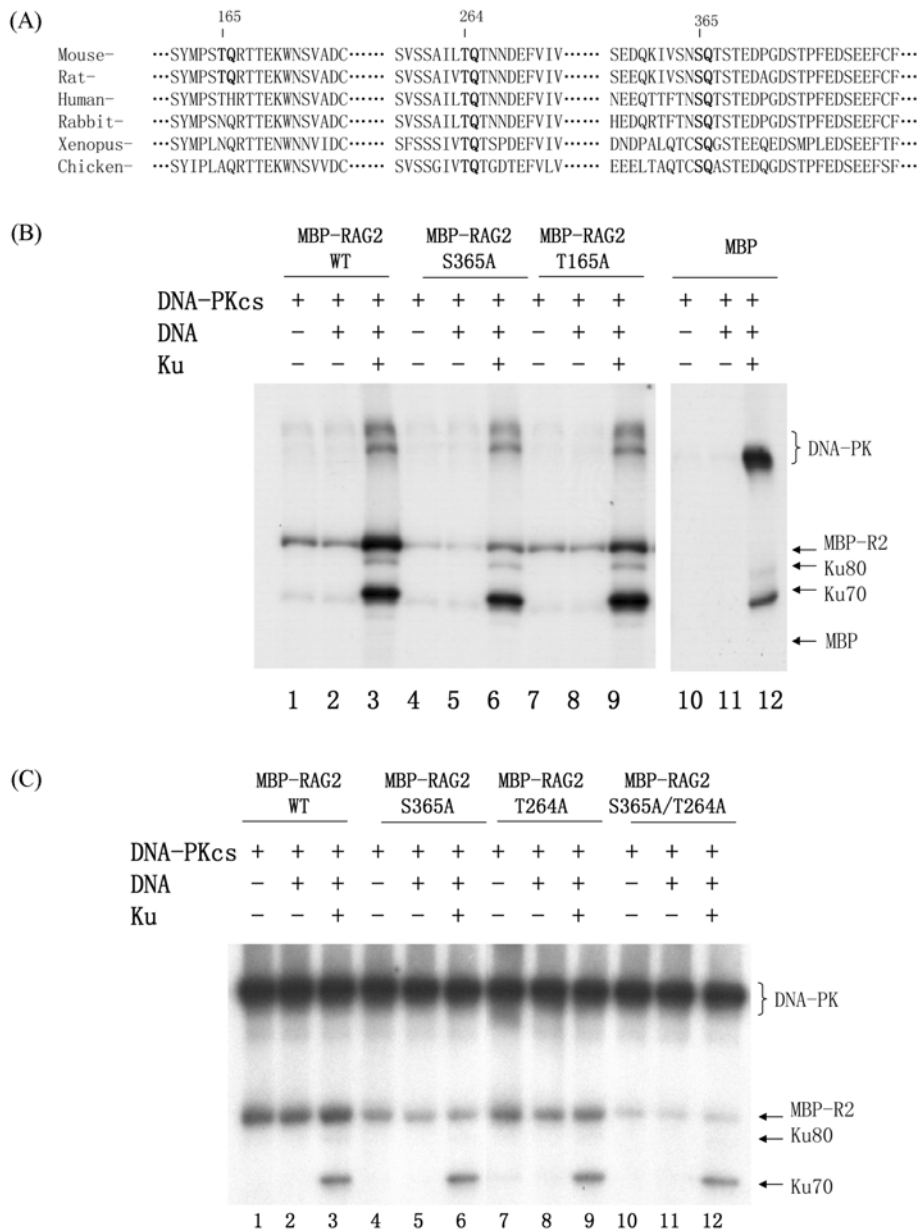 (A)
165 264 365
Mouse- ···SYMPSTQRTTEKWNSVADC······ SVSSAILTQTNNDEFVIV······ SEDQKIVSNSQTSTEDPGDSTPFEDSEEFCF···
Rat- ···SYMPSTQRTTEKWNSVADC······ SVSSAILTQTNNDEFVIV······ SEEQKIVSNSQTSTEDAGDSTPFEDSEEFCF···
Human- ···SYMPSTHRTTEKWNSVADC······ SVSSAILTQTNNDEFVIV······ NEEQTTFTNSQTSTEDPGDSTPFEDSEEFCF···
Rabbit- ···SYMPSNQRTTEKWNSVADC······ SVSSAILTQTNNDEFVIV······ HEDQRTFTNSQTSTEDPGDSTPFEDSEEFCF···
Xenopus- ···SYMPLNQRTTEKWNNVIDC······ SFSSSIVTQTSPDEFVIV······ DNDPALQTCSQGSTEEQEDSMPLEDSEEFTF···
Chicken- ···SYIPLAQRTTEKWNSVVDC······ SVSSGIVTQTGDTEFVLV······ EEELTAQTCSQASTEDQGDSTPFEDSEEFSF···
(B)
MBP-RAG2 MBP-RAG2 MBP-RAG2 MBP
WT S365A T165A
DNA-PKcs + + + + + + + + + + + +
DNA − + + − + + − + + − + +
Ku − − + − − + − − + − − +
DNA-PK
MBP-R2
Ku80
Ku70
MBP
1 2 3 4 5 6 7 8 9 10 11 12
(C)
MBP-RAG2 MBP-RAG2 MBP-RAG2 MBP-RAG2
WT S365A T264A S365A/T264A
DNA-PKcs + + + + + + + + + + + +
DNA − + + − + + − + + − + +
Ku − − + − − + − − + − − +
DNA-PK
MBP-R2
Ku80
Ku70
1 2 3 4 5 6 7 8 9 10 11 12